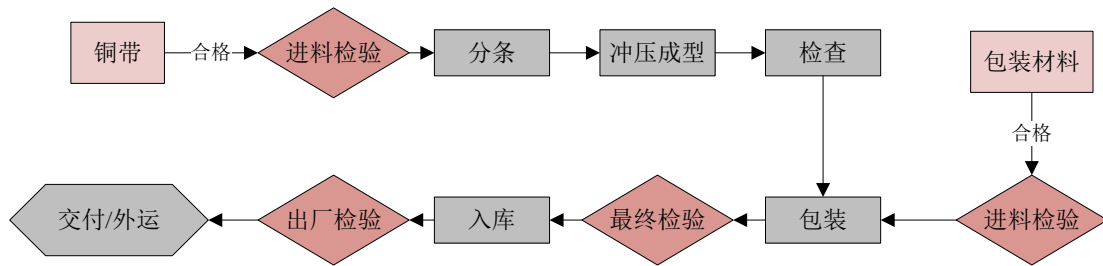 铜带
合格
进料检验
分条
冲压成型
检查
包装材料
合格
交付/外运
出厂检验
入库
最终检验
包装
进料检验